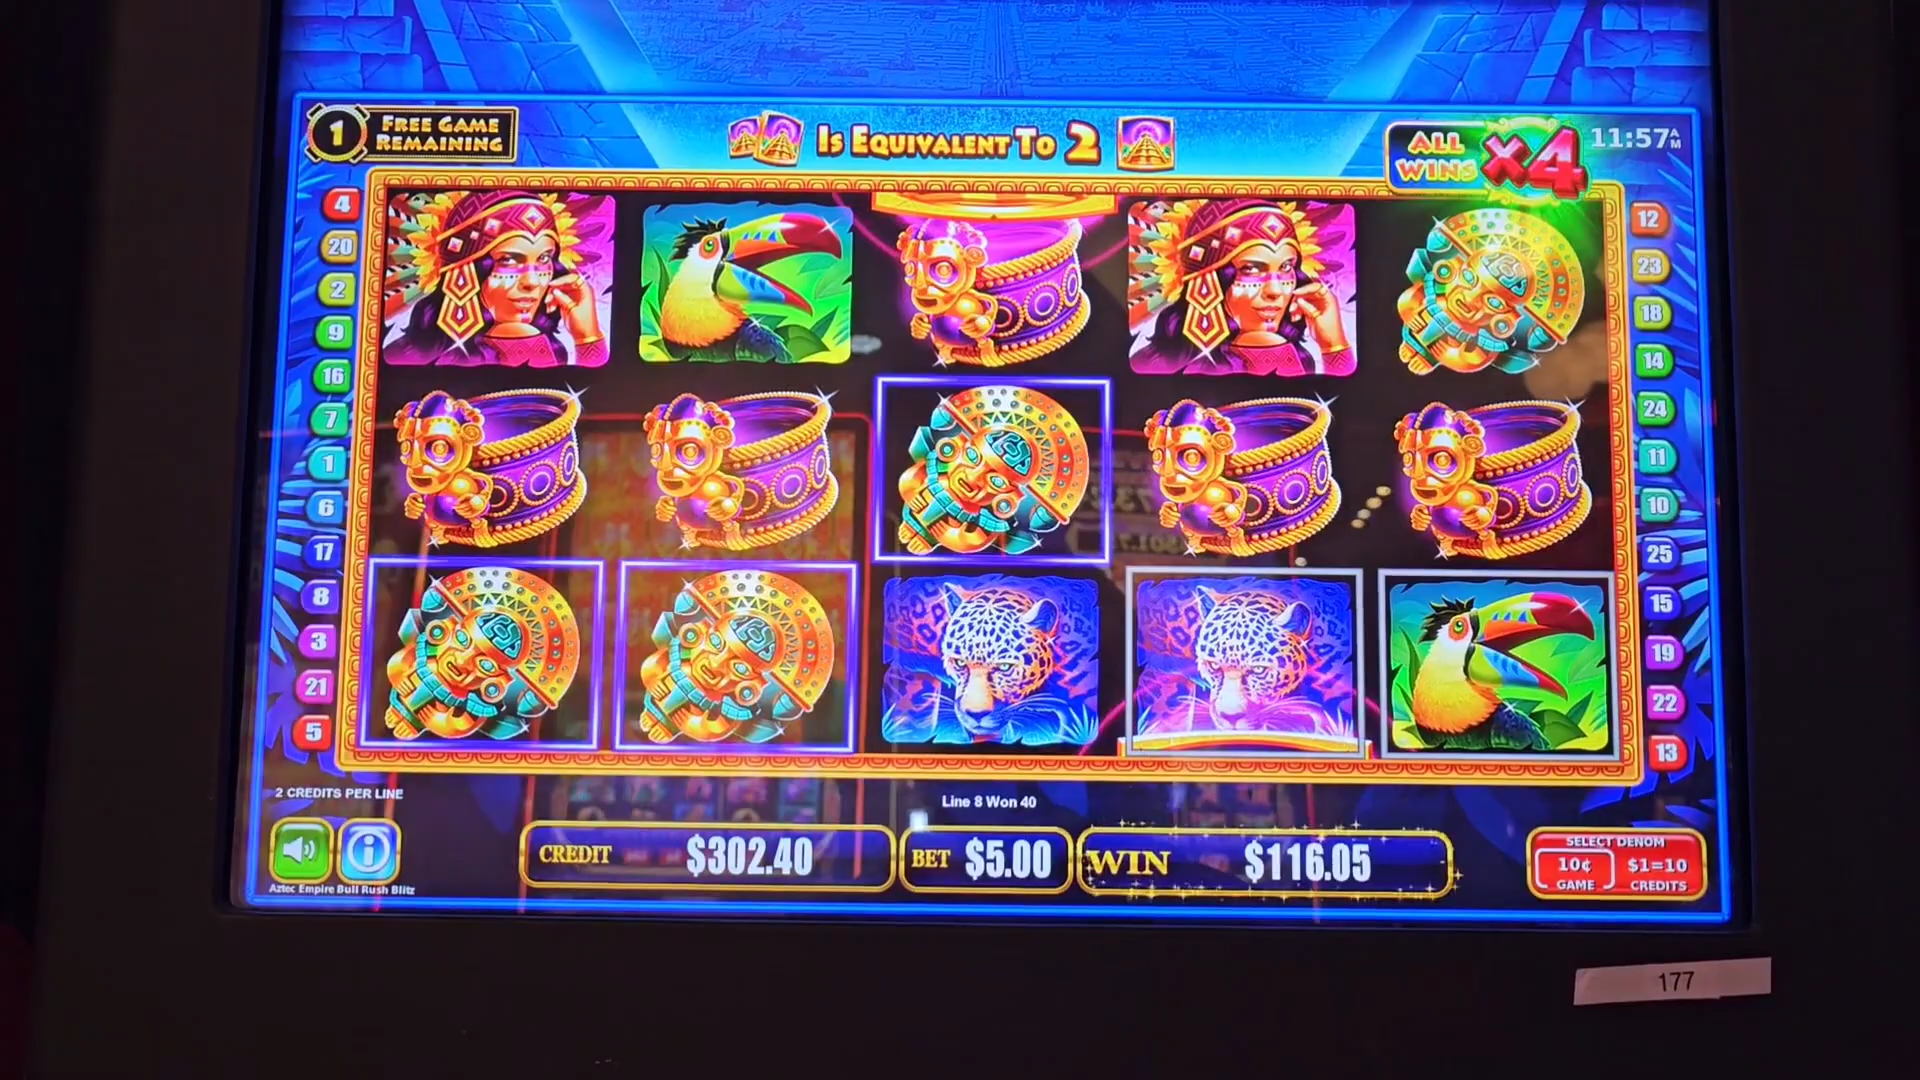 1
FREE GAME
REMAINING
IS EQUIVALENT TO 2
ALL
WINS
X4
11:57 AM
4
20
2
9
16
7
1
6
17
8
3
21
5
12
23
18
14
24
11
10
25
15
19
22
13
2 CREDITS PER LINE
Line 8 Won 40
CREDIT $302.40
BET $5.00
WIN $116.05
SELECT DENOM
10¢
GAME
$1=10
CREDITS
Aztec Empire Bull Rush Blitz
177